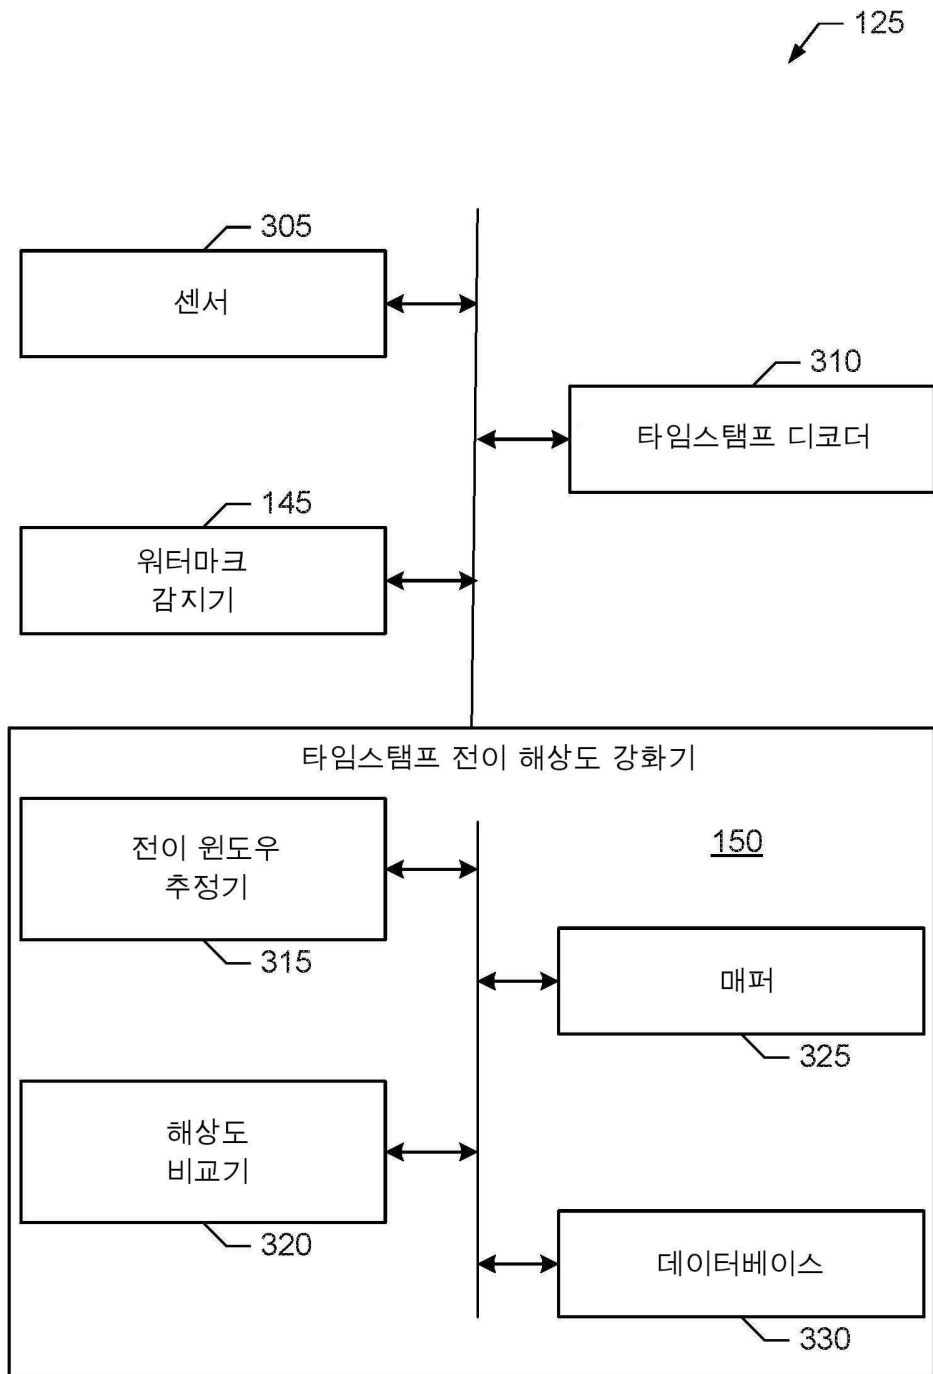 125
305
센서
310
타임스탬프 디코더
145
워터마크
감지기
타임스탬프 전이 해상도 강화기
전이 윈도우
추정기
315
150
매퍼
325
해상도
비교기
320
데이터베이스
330